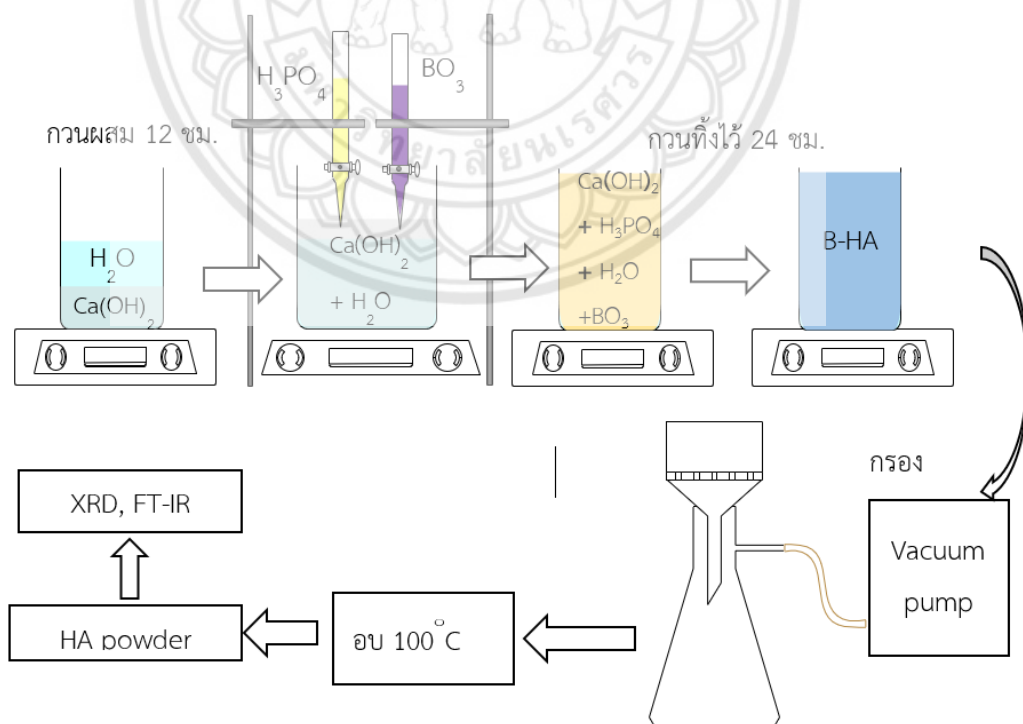 H3PO4
BO3
กวนผสม 12 ชม.
กวนทิ้งไว้ 24 ชม.
H2O
Ca(OH)2
Ca(OH)2
+ H2O
Ca(OH)2
+ H3PO4
+ H2O
+BO3
B-HA
กรอง
XRD, FT-IR
Vacuum
pump
HA powder
อบ 100°C